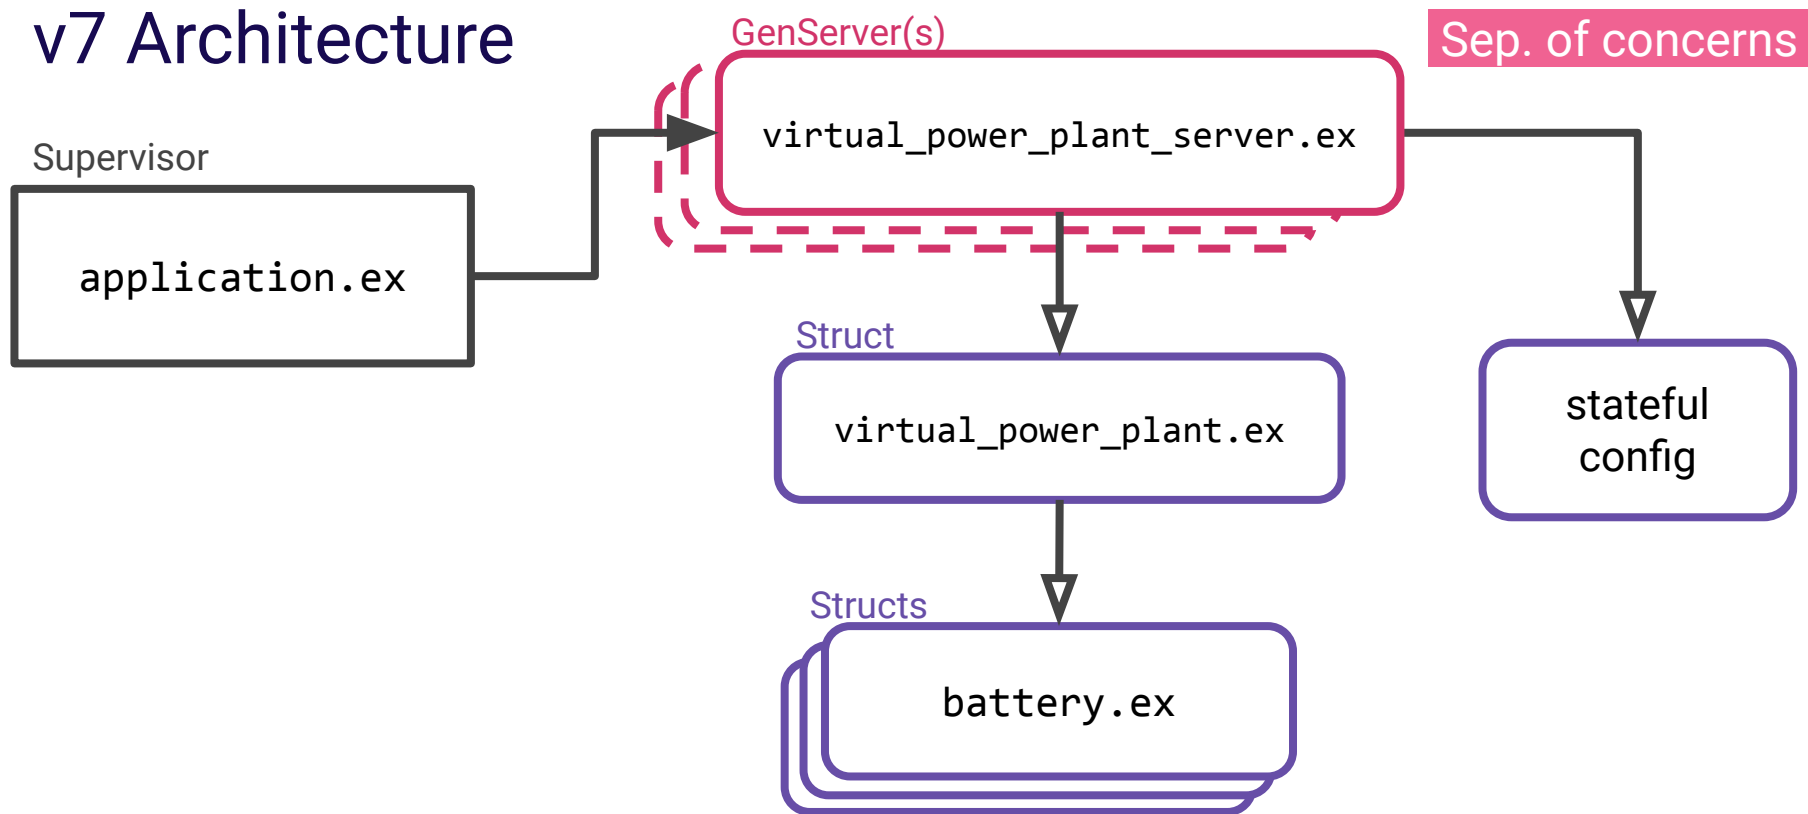 v7 Architecture
GenServer(s)
Sep. of concerns
virtual_power_plant_server.ex
Supervisor
application.ex
Struct
virtual_power_plant.ex
stateful
config
Structs
battery.ex